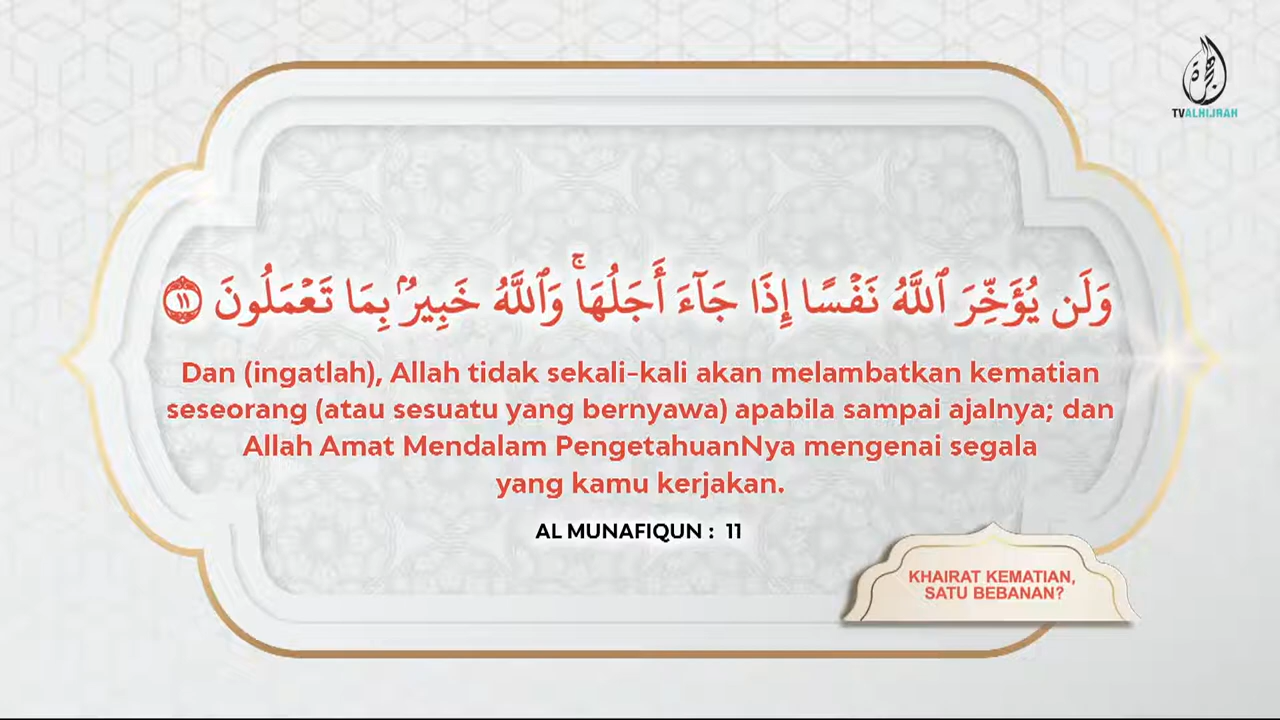 هجرة
TVALHIJRAH
وَلَن يُؤَخِّرَ ٱللَّهُ نَفْسًا إِذَا جَآءَ أَجَلُهَا ۚ وَٱللَّهُ خَبِيرٌۢ بِمَا تَعْمَلُونَ ١١
Dan (ingatlah), Allah tidak sekali-kali akan melambatkan kematian
seseorang (atau sesuatu yang bernyawa) apabila sampai ajalnya; dan
Allah Amat Mendalam PengetahuanNya mengenai segala
yang kamu kerjakan.
AL MUNAFIQUN : 11
KHAIRAT KEMATIAN,
SATU BEBANAN?